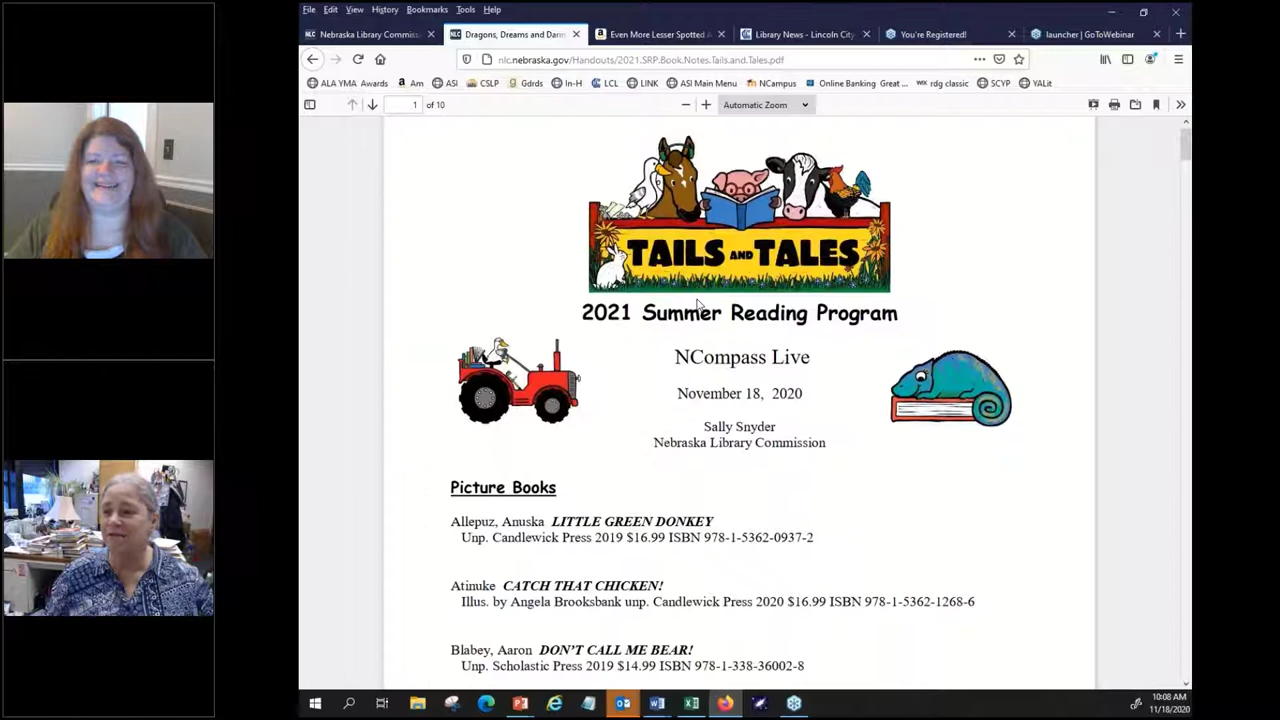 File Edit View History Bookmarks Tools Help
Nebraska Library Commiss
Dragons, Dreams and Dar
Even More Lesser Spotted A
Library News - Lincoln City
You're Registered!
launcher | GoToWebinar
nlc.nebraska.gov/Handouts/2021.SRP.Book.Notes.Tails.and.Tales.pdf
ALA YMA Awards Am ASI CSLP Gdrds In-H LCL LINK ASI Main Menu NCampus Online Banking Great ... rdg classic SCYP YALit
1 of 10
Automatic Zoom
TAILS AND TALES
2021 Summer Reading Program
NCompass Live
November 18, 2020
Sally Snyder
Nebraska Library Commission
Picture Books
Allepuz, Anuska LITTLE GREEN DONKEY
Unp. Candlewick Press 2019 $16.99 ISBN 978-1-5362-0937-2
Atinuke CATCH THAT CHICKEN!
Illus. by Angela Brooksbank unp. Candlewick Press 2020 $16.99 ISBN 978-1-5362-1268-6
Blabey, Aaron DON'T CALL ME BEAR!
Unp. Scholastic Press 2019 $14.99 ISBN 978-1-338-36002-8
10:08 AM
11/18/2020